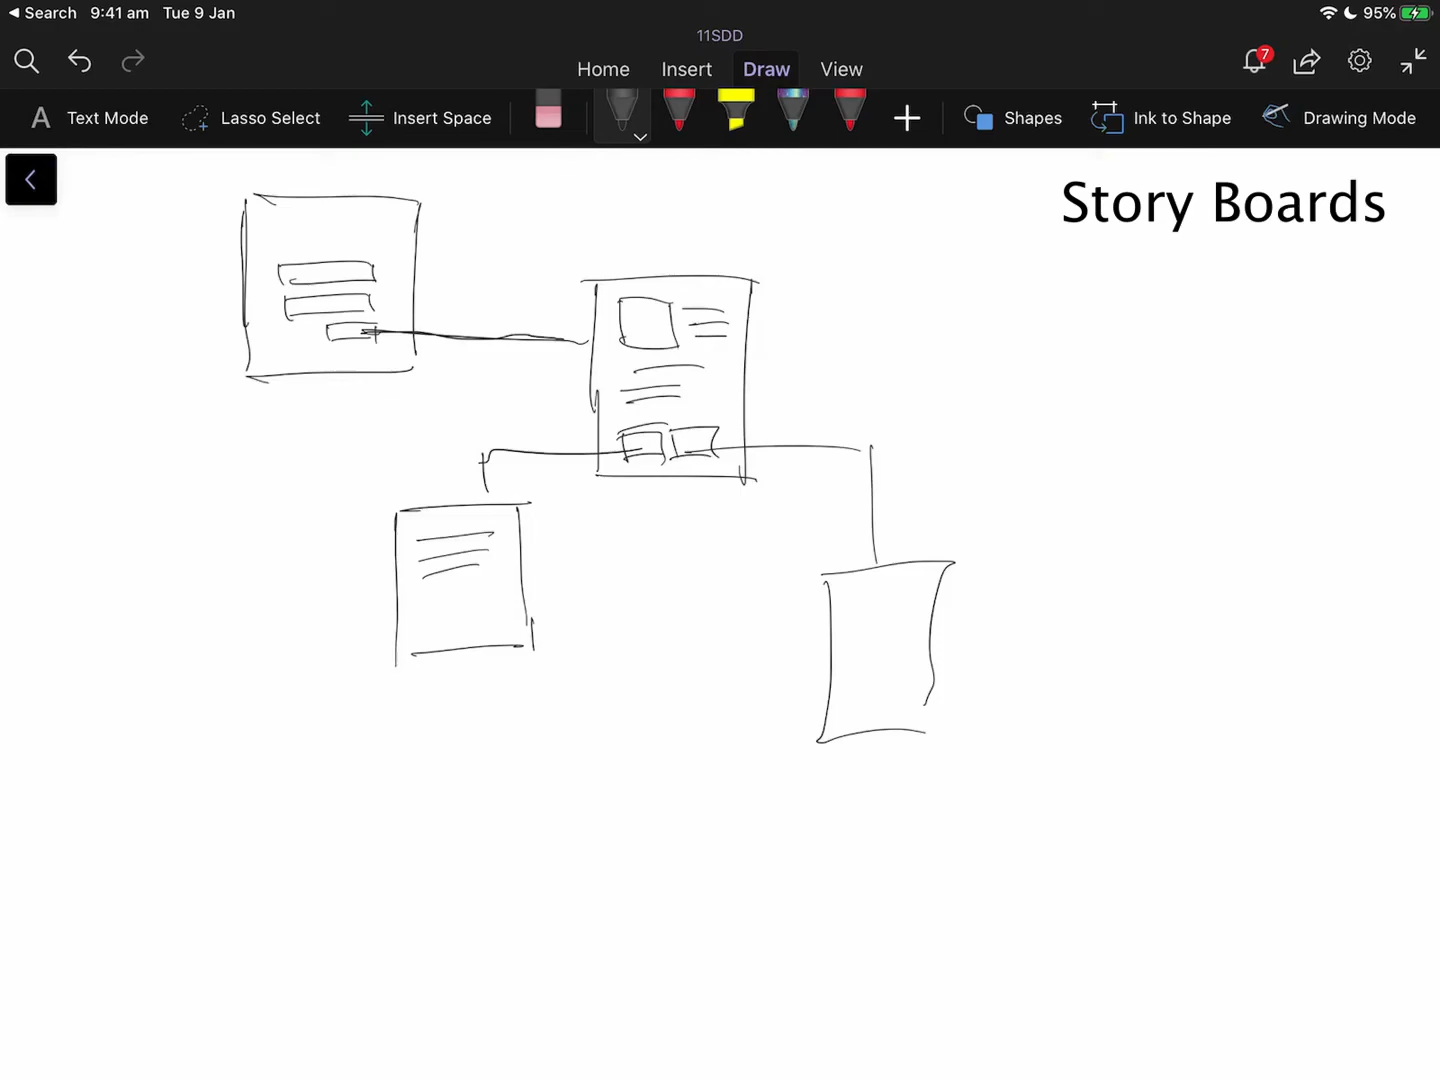 Search 9:41 am Tue 9 Jan 95%
11SDD
Home Insert Draw View
7
A Text Mode Lasso Select Insert Space Shapes Ink to Shape Drawing Mode
Story Boards